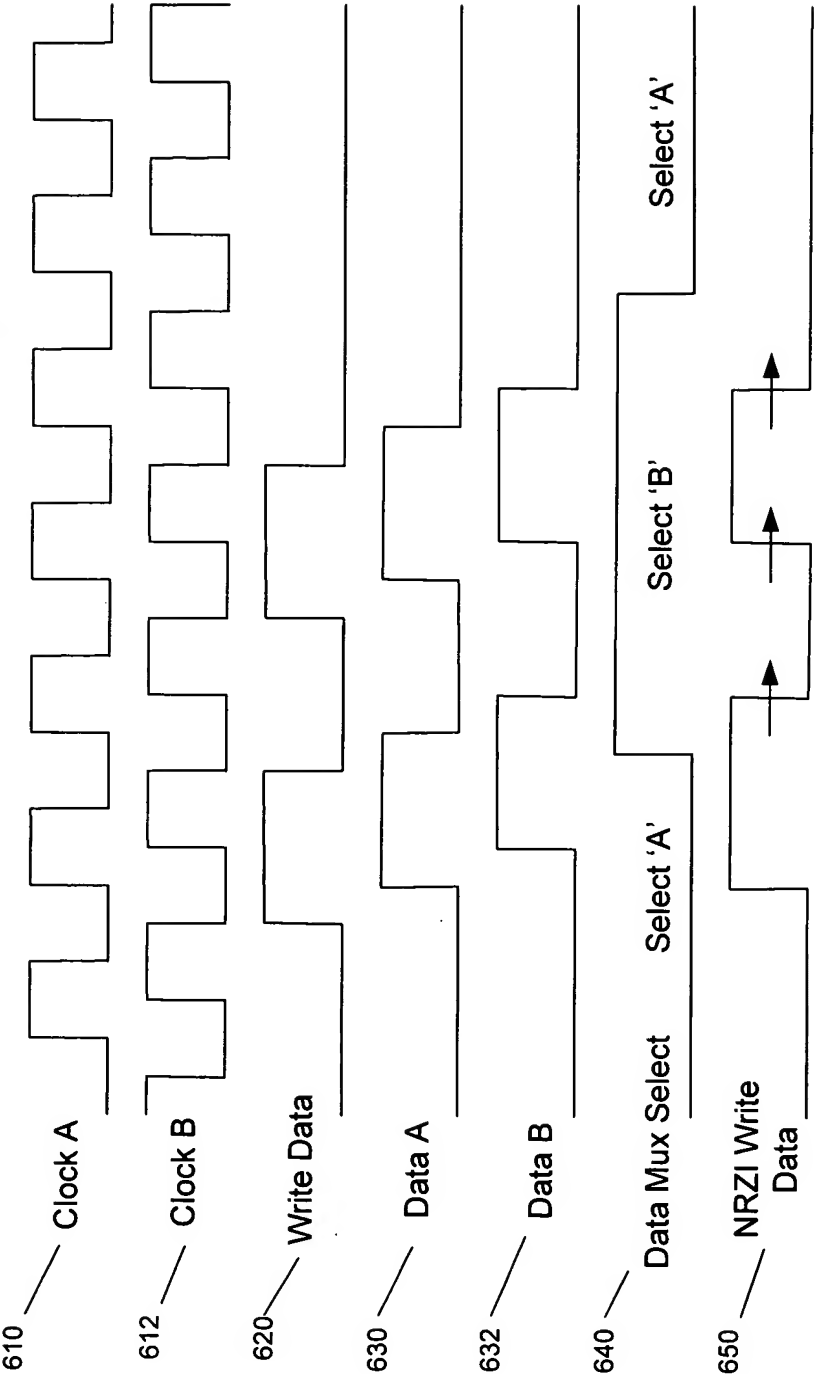 610
Clock A
612
Clock B
620
Write Data
630
Data A
632
Data B
640
Data Mux Select
Select ‘A’
Select ‘B’
Select ‘A’
650
NRZI Write
Data